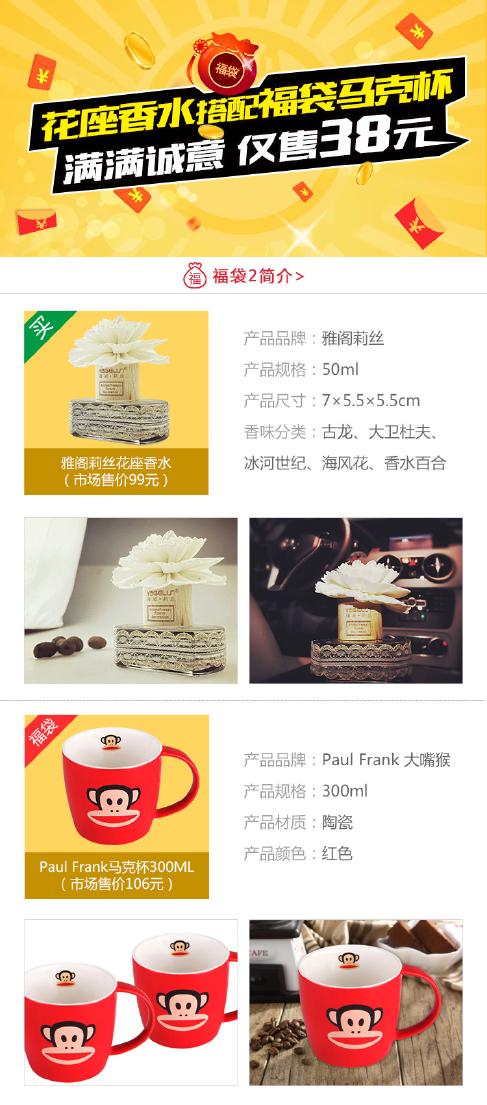 福袋
花座香水搭配福袋马克杯
满满诚意 仅售38元
福 福袋2简介>
买
雅阁莉丝花座香水
（市场售价99元）
产品品牌：雅阁莉丝
产品规格：50ml
产品尺寸：7×5.5×5.5cm
香味分类：古龙、大卫杜夫、
冰河世纪、海风花、香水百合
福袋
Paul Frank马克杯300ML
（市场售价106元）
产品品牌：Paul Frank 大嘴猴
产品规格：300ml
产品材质：陶瓷
产品颜色：红色
CAFE